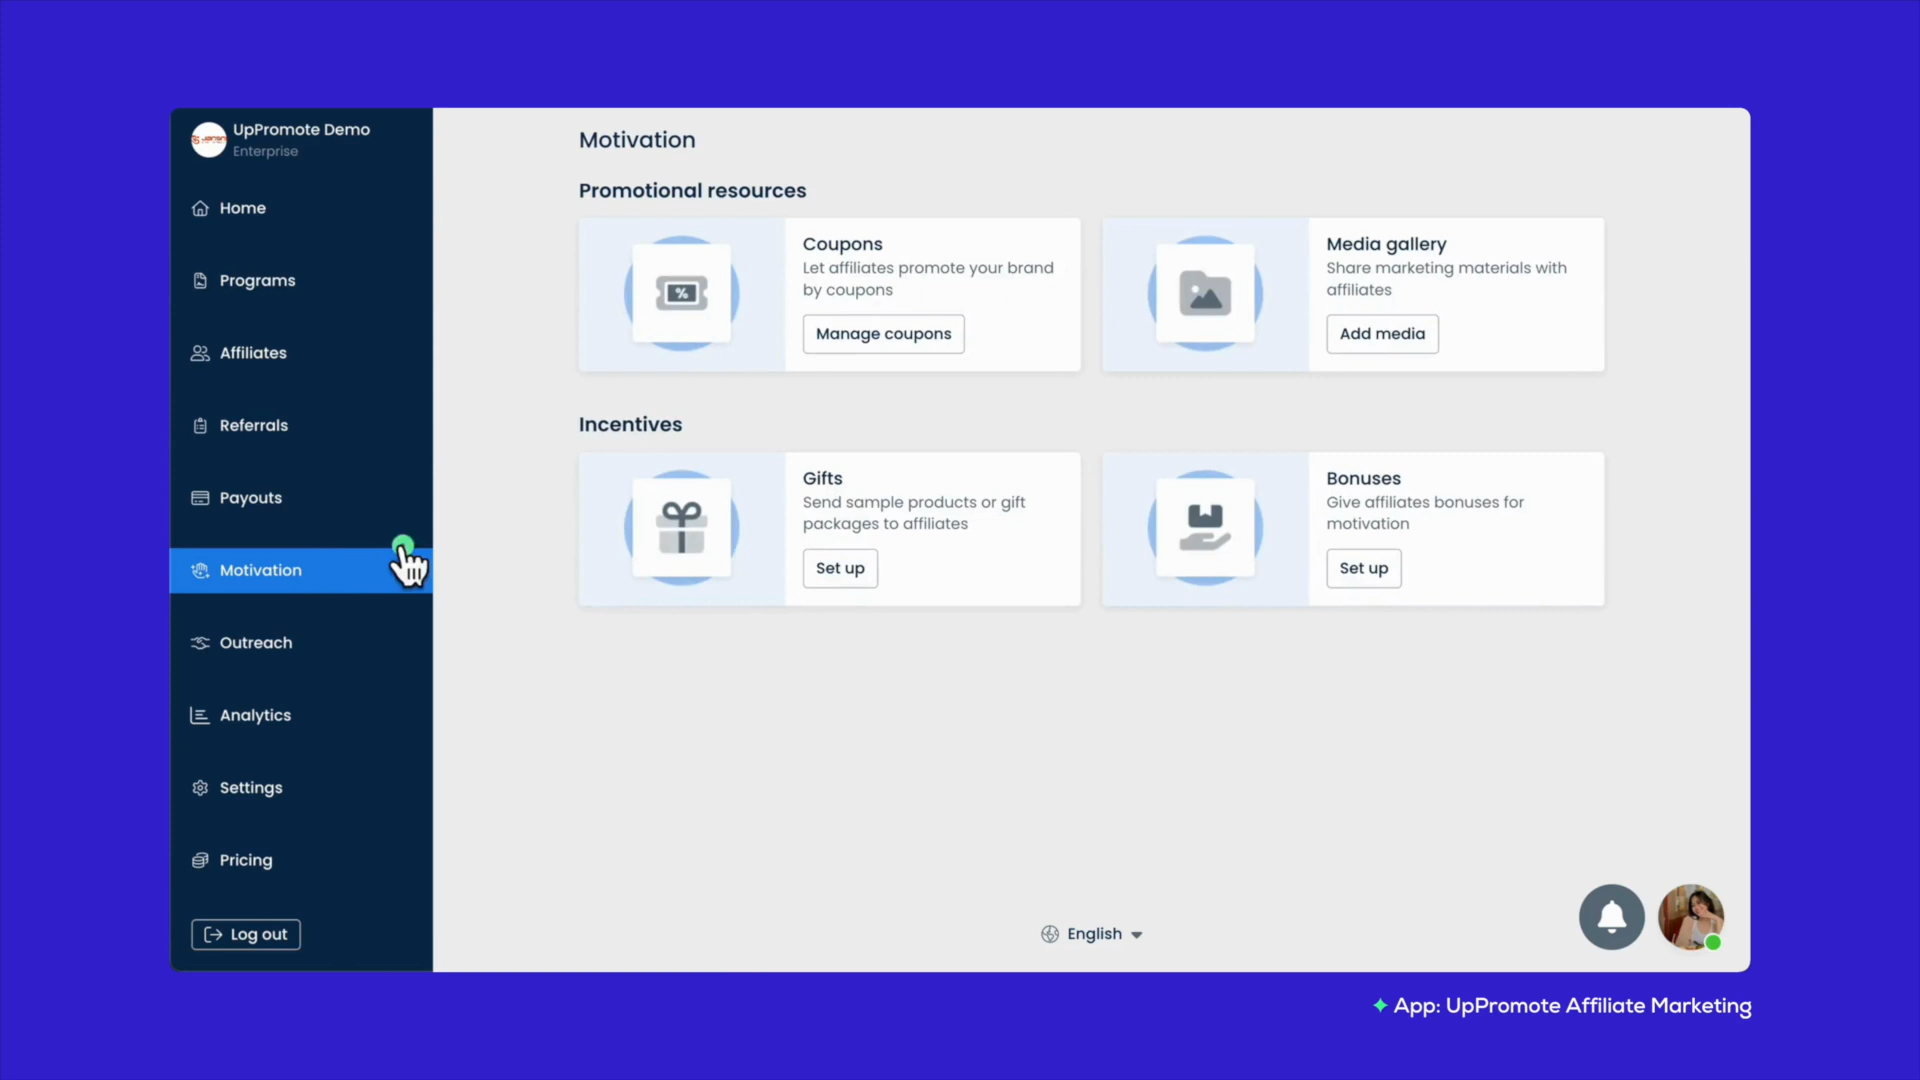 UpPromote Demo
Enterprise
Home
Programs
Affiliates
Referrals
Payouts
Motivation
Outreach
Analytics
Settings
Pricing
Log out
Motivation
Promotional resources
Coupons
Let affiliates promote your brand
by coupons
Manage coupons
Media gallery
Share marketing materials with
affiliates
Add media
Incentives
Gifts
Send sample products or gift
packages to affiliates
Set up
Bonuses
Give affiliates bonuses for
motivation
Set up
English
App: UpPromote Affiliate Marketing